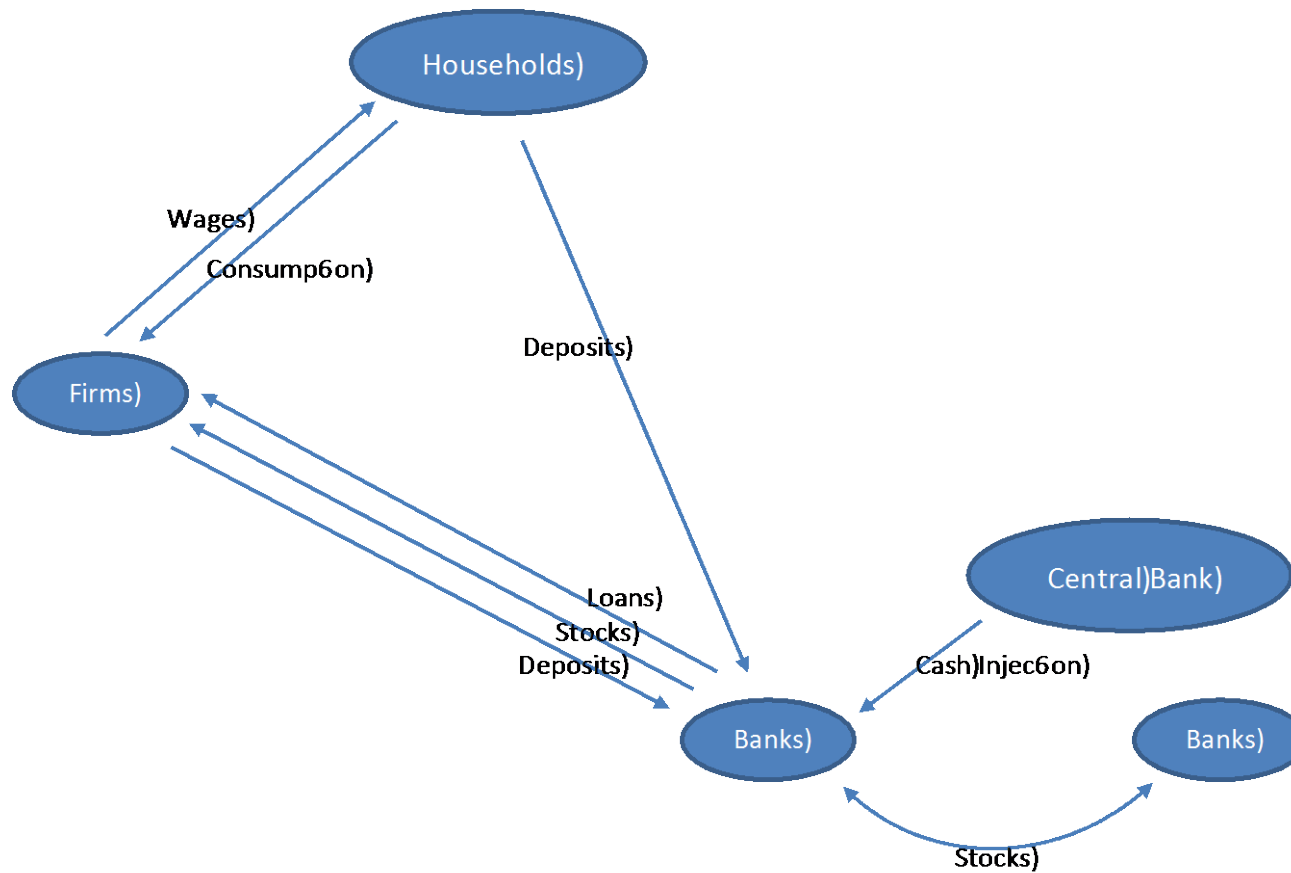 Households)
Wages)
Consump6on)
Deposits)
Firms)
Loans)
Stocks)
Deposits)
Central)Bank)
Cash)Injec6on)
Banks)
Banks)
Stocks)